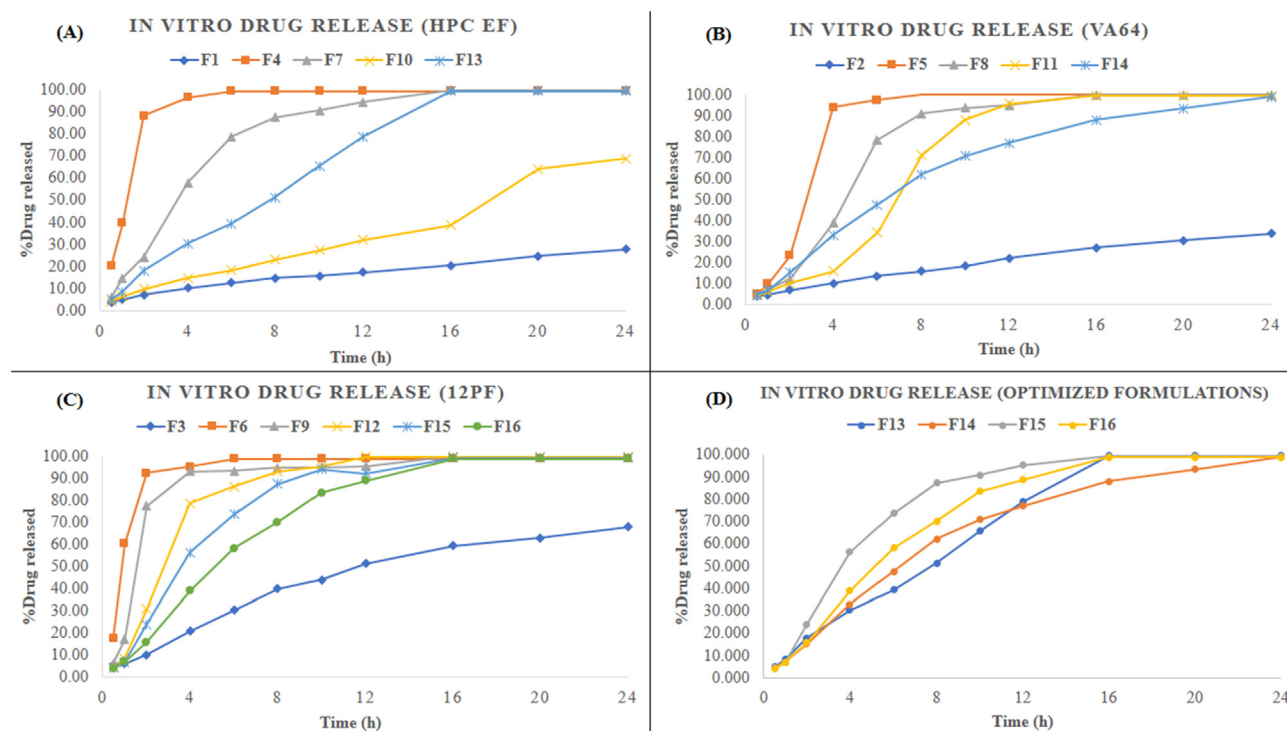 (A)
IN VITRO DRUG RELEASE (HPC EF)
F1 F4 F7 F10 F13
%Drug released
100.00
90.00
80.00
70.00
60.00
50.00
40.00
30.00
20.00
10.00
0.00
0 4 8 12 16 20 24
Time (h)
(B)
IN VITRO DRUG RELEASE (VA64)
F2 F5 F8 F11 F14
%Drug released
100.00
90.00
80.00
70.00
60.00
50.00
40.00
30.00
20.00
10.00
0.00
0 4 8 12 16 20 24
Time (h)
(C)
IN VITRO DRUG RELEASE (12PF)
F3 F6 F9 F12 F15 F16
%Drug released
100.00
90.00
80.00
70.00
60.00
50.00
40.00
30.00
20.00
10.00
0.00
0 4 8 12 16 20 24
Time (h)
(D)
IN VITRO DRUG RELEASE (OPTIMIZED FORMULATIONS)
F13 F14 F15 F16
%Drug released
100.000
90.000
80.000
70.000
60.000
50.000
40.000
30.000
20.000
10.000
0.000
0 4 8 12 16 20 24
Time (h)